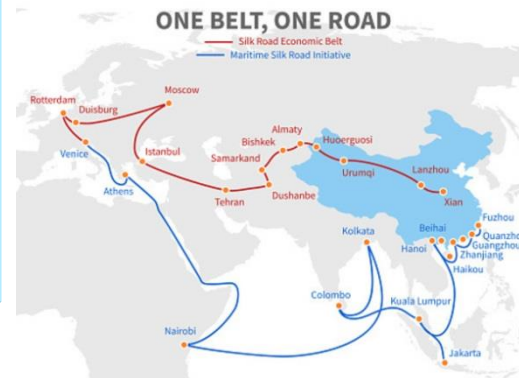 ONE BELT, ONE ROAD
Silk Road Economic Belt
Maritime Silk Road Initiative
Moscow
Rotterdam
Duisburg
Venice
Istanbul
Athens
Almaty
Bishkek
Huoerguosi
Samarkand
Urumqi
Lanzhou
Tehran
Dushanbe
Xian
Fuzhou
Beihai
Quanzho
Kolkata
Hanoi
Guangzhou
Zhanjiang
Haikou
Colombo
Kuala Lumpur
Nairobi
Jakarta